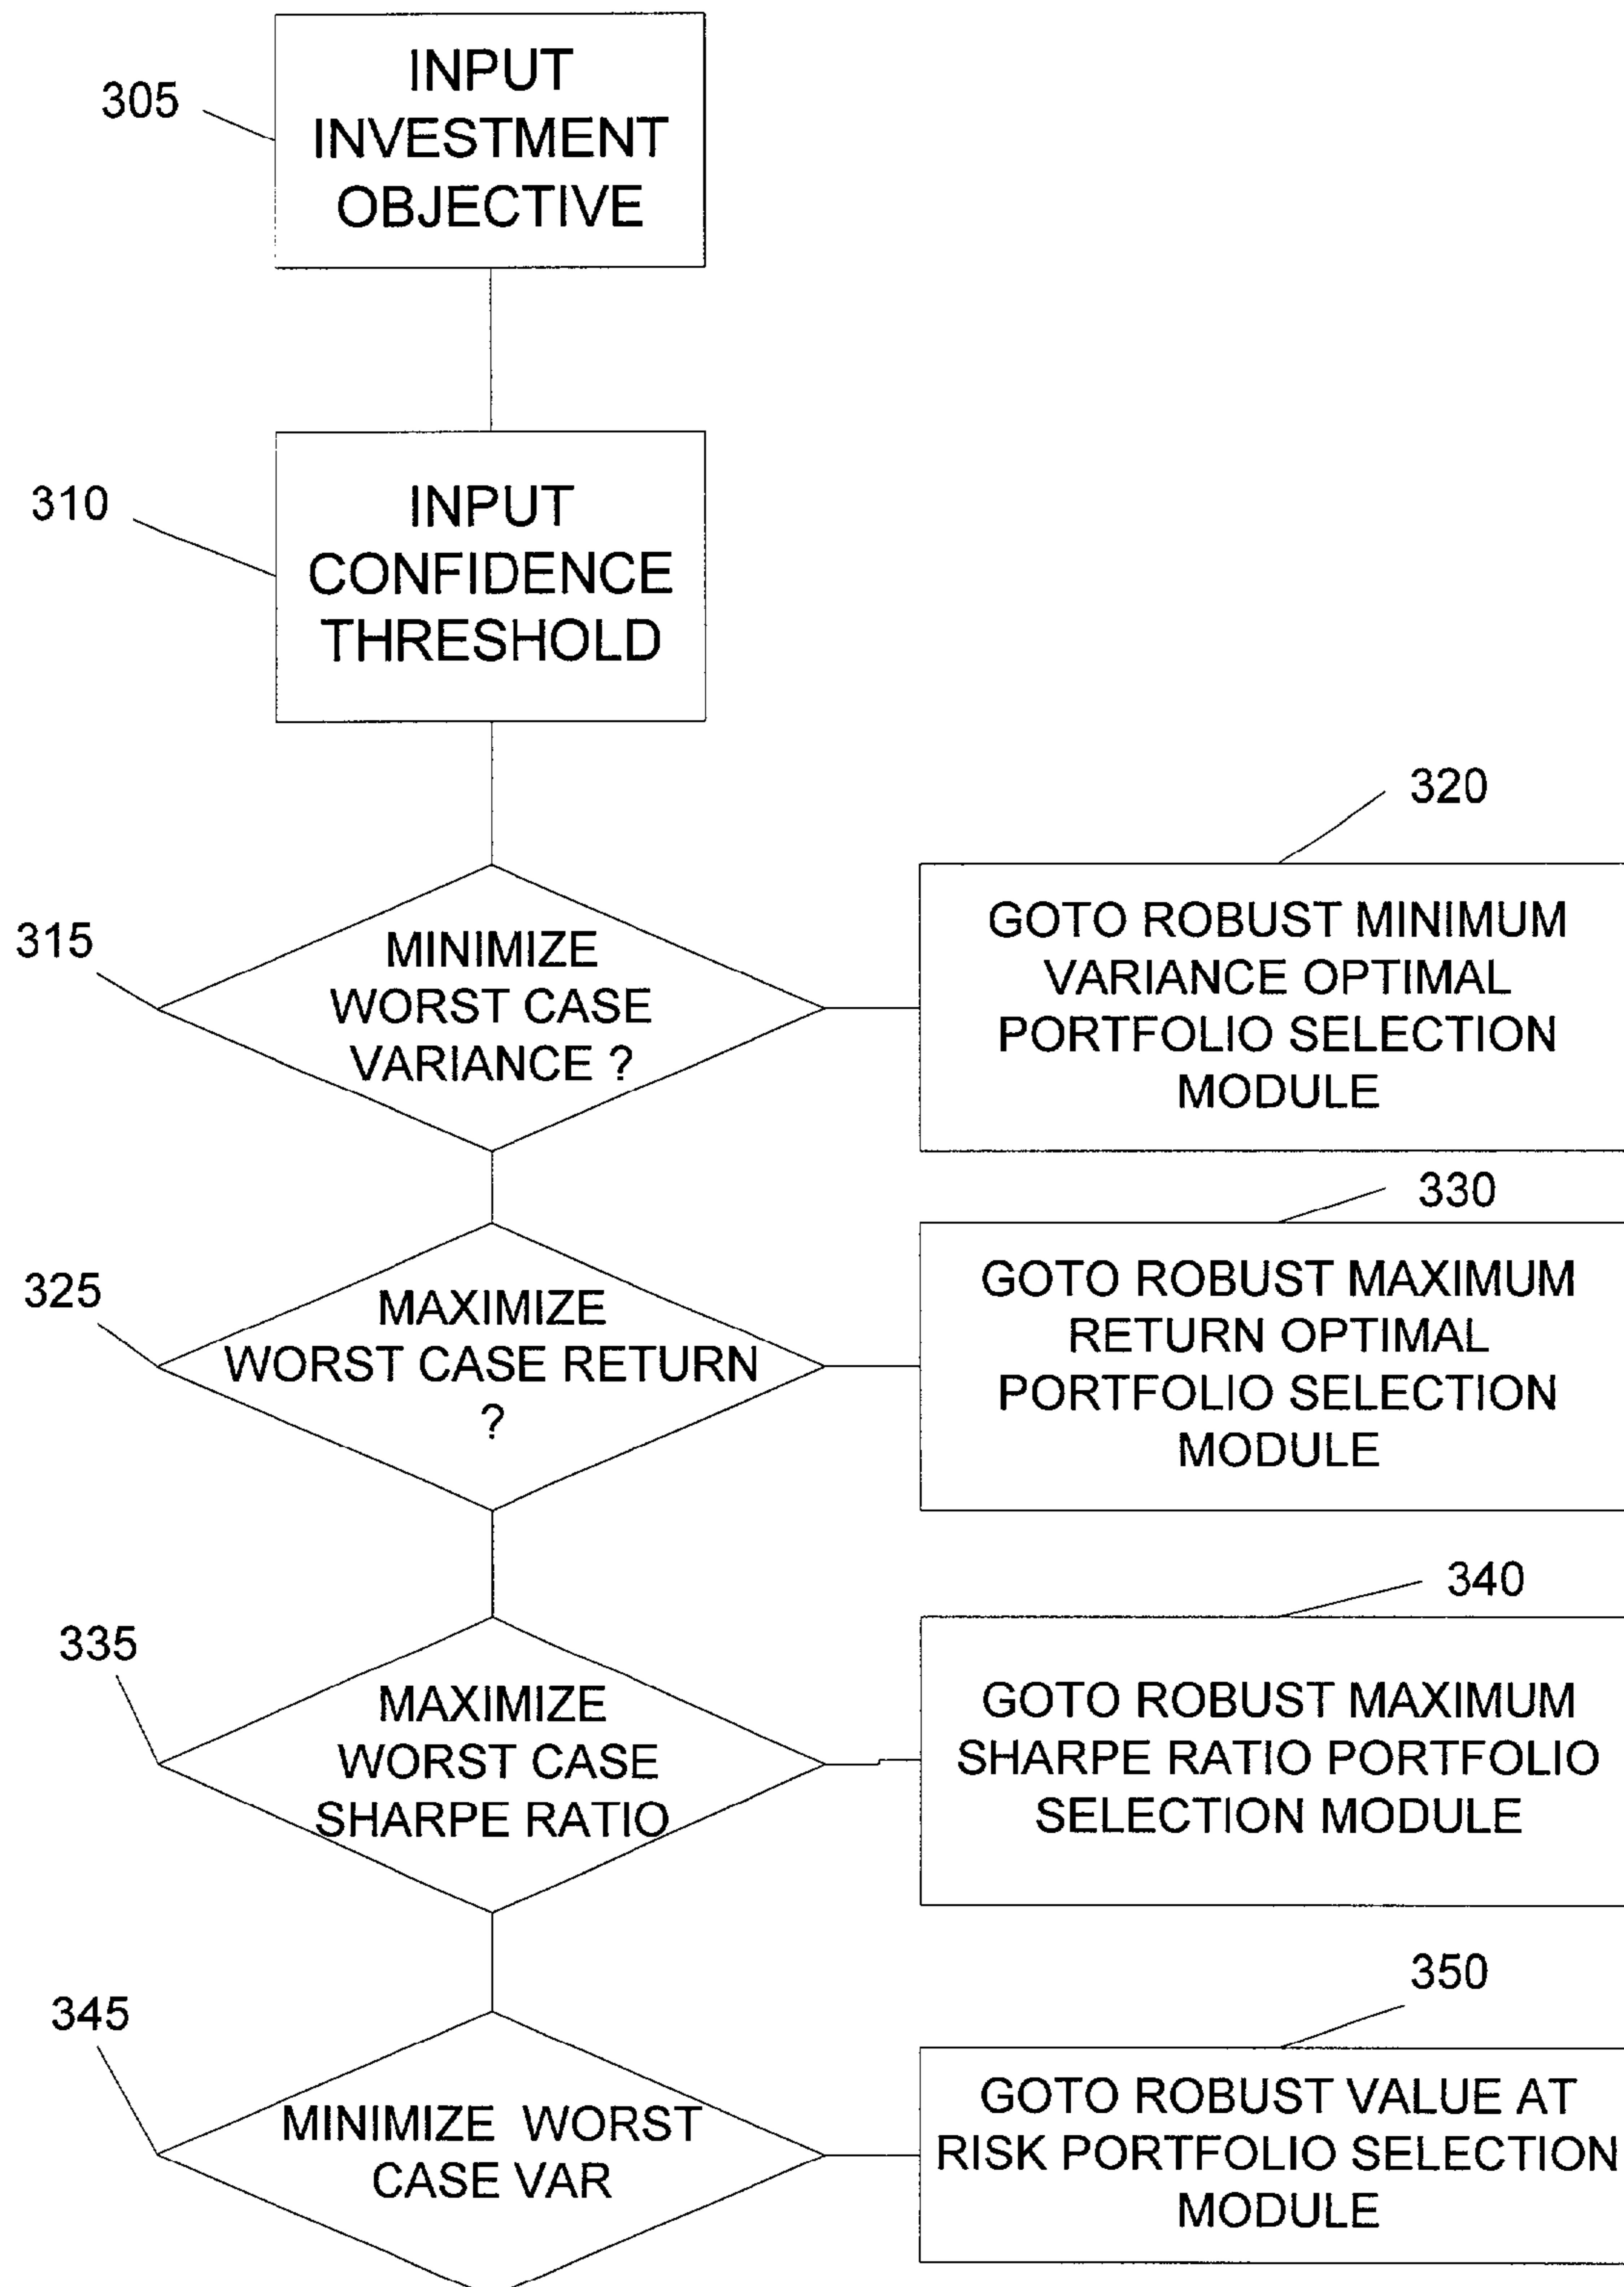 305
INPUT
INVESTMENT
OBJECTIVE
310
INPUT
CONFIDENCE
THRESHOLD
315
MINIMIZE
WORST CASE
VARIANCE ?
320
GOTO ROBUST MINIMUM
VARIANCE OPTIMAL
PORTFOLIO SELECTION
MODULE
325
MAXIMIZE
WORST CASE RETURN
?
330
GOTO ROBUST MAXIMUM
RETURN OPTIMAL
PORTFOLIO SELECTION
MODULE
335
MAXIMIZE
WORST CASE
SHARPE RATIO
340
GOTO ROBUST MAXIMUM
SHARPE RATIO PORTFOLIO
SELECTION MODULE
345
MINIMIZE WORST
CASE VAR
350
GOTO ROBUST VALUE AT
RISK PORTFOLIO SELECTION
MODULE